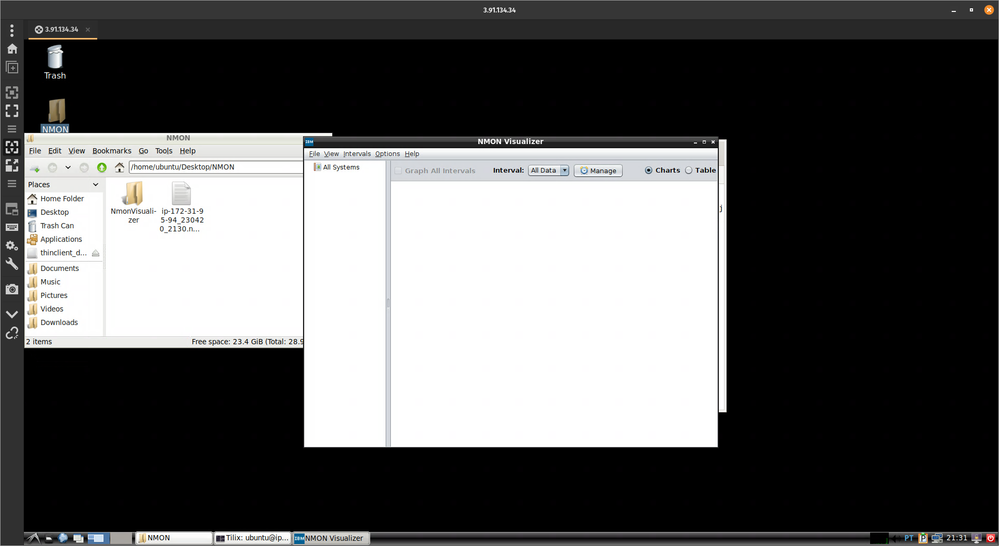 3.91.134.34
3.91.134.34
Trash
NMON
NMON
File Edit View Bookmarks Go Tools Help
/home/ubuntu/Desktop/NMON
Places
Home Folder
Desktop
Trash Can
Applications
thinclient_d...
Documents
Music
Pictures
Videos
Downloads
NmonVisuali-
zer
ip-172-31-9
5-94_23042
0_2130.n...
2 items
Free space: 23.4 GiB (Total: 28.9
IBM
NMON Visualizer
File View Intervals Options Help
All Systems
Graph All Intervals
Interval: All Data
Manage
Charts
Table
j
NMON
Tilix: ubuntu@ip...
IBM
NMON Visualizer
PT
P
21:31